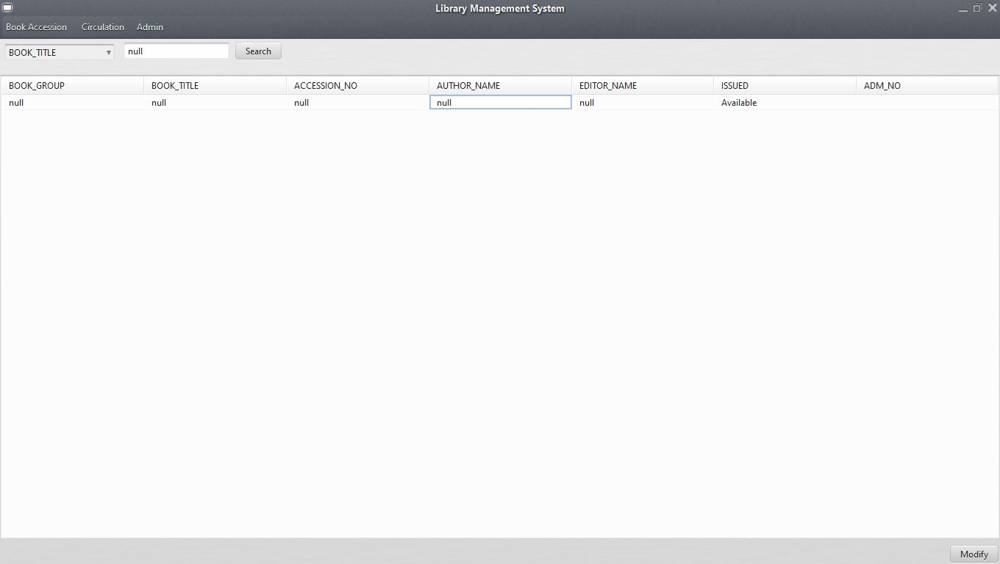 Library Management System
Book Accession Circulation Admin
BOOK_TITLE null Search
BOOK_GROUP BOOK_TITLE ACCESSION_NO AUTHOR_NAME EDITOR_NAME ISSUED ADM_NO
null null null null null Available
Modify